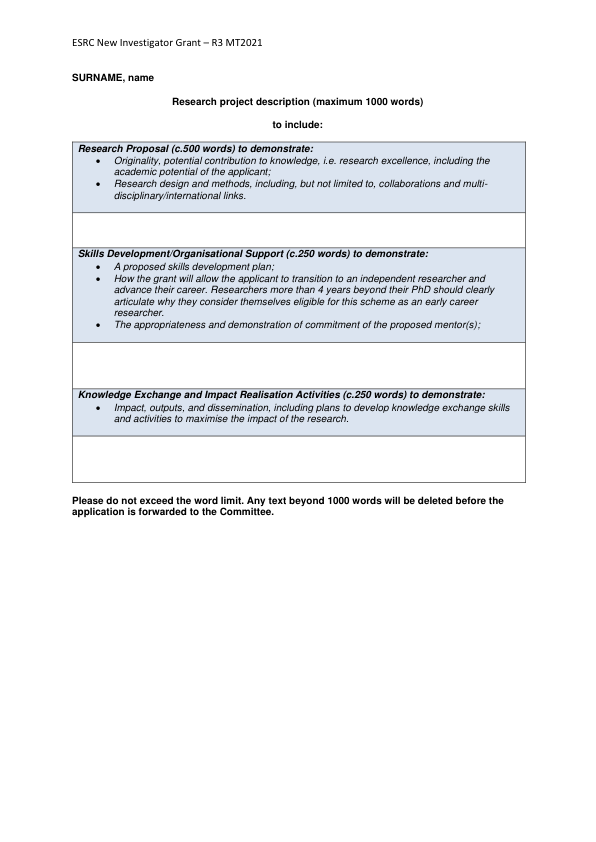 ESRC New Investigator Grant – R3 MT2021
SURNAME, name
Research project description (maximum 1000 words)
to include:
Research Proposal (c.500 words) to demonstrate:
• Originality, potential contribution to knowledge, i.e. research excellence, including the
academic potential of the applicant;
• Research design and methods, including, but not limited to, collaborations and multi-
disciplinary/international links.
Skills Development/Organisational Support (c.250 words) to demonstrate:
• A proposed skills development plan;
• How the grant will allow the applicant to transition to an independent researcher and
advance their career. Researchers more than 4 years beyond their PhD should clearly
articulate why they consider themselves eligible for this scheme as an early career
researcher.
• The appropriateness and demonstration of commitment of the proposed mentor(s);
Knowledge Exchange and Impact Realisation Activities (c.250 words) to demonstrate:
• Impact, outputs, and dissemination, including plans to develop knowledge exchange skills
and activities to maximise the impact of the research.
Please do not exceed the word limit. Any text beyond 1000 words will be deleted before the
application is forwarded to the Committee.